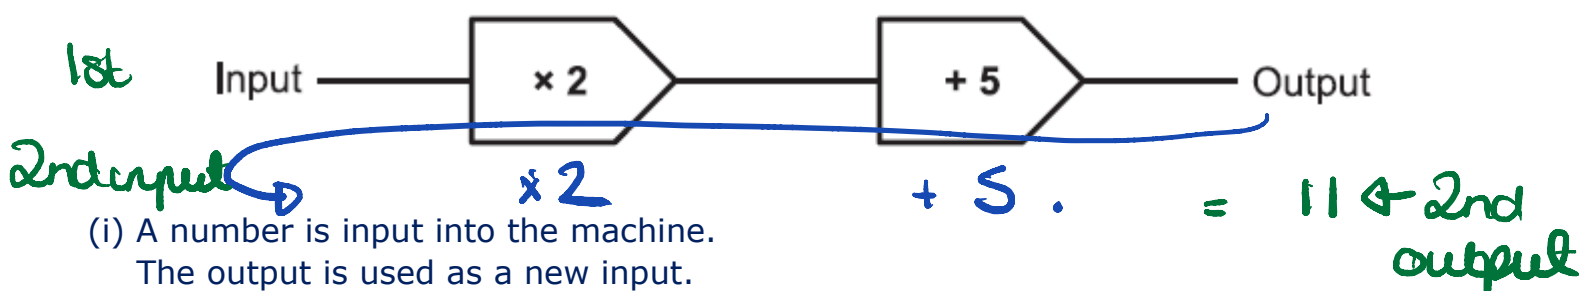 1st Input × 2 + 5 Output
2nd input ×2 + 5 . = 11 ← 2nd
output
(i) A number is input into the machine.
The output is used as a new input.